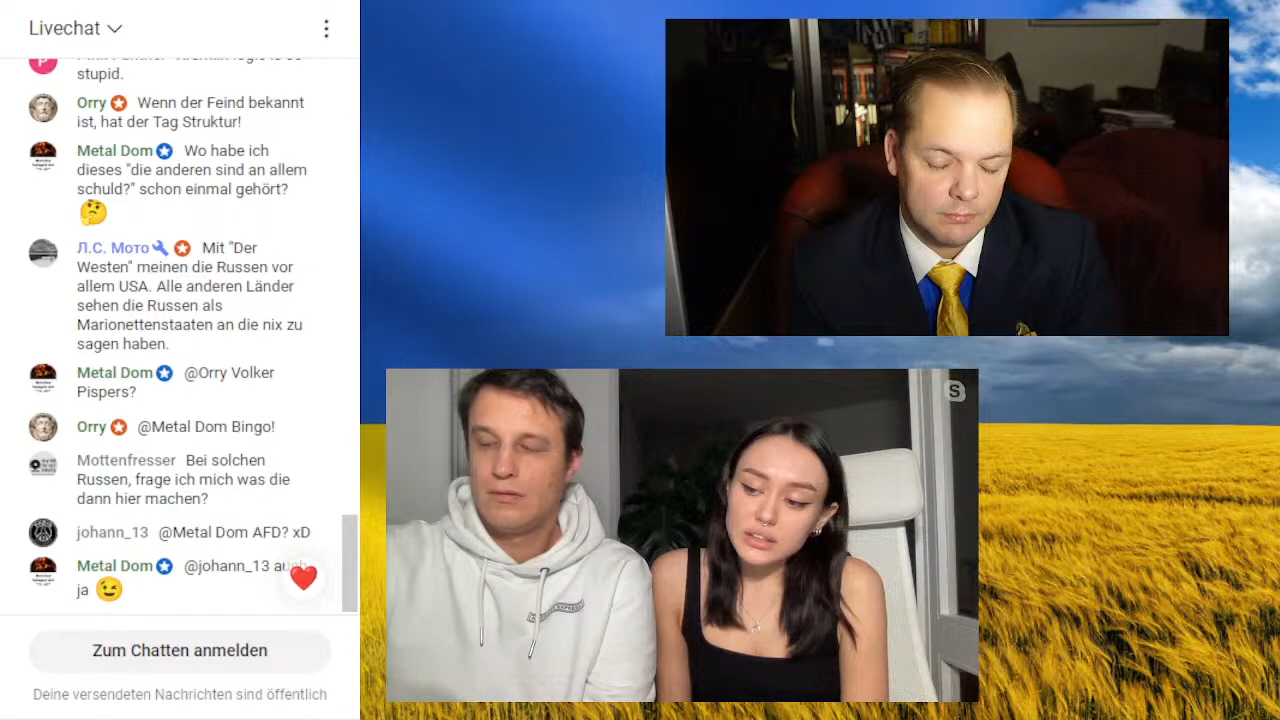 Livechat
stupid.
Orry Wenn der Feind bekannt
ist, hat der Tag Struktur!
Metal Dom Wo habe ich
dieses "die anderen sind an allem
schuld?" schon einmal gehört?
Л.С. Мото Mit "Der
Westen" meinen die Russen vor
allem USA. Alle anderen Länder
sehen die Russen als
Marionettenstaaten an die nix zu
sagen haben.
Metal Dom @Orry Volker
Pispers?
Orry @Metal Dom Bingo!
Mottenfresser Bei solchen
Russen, frage ich mich was die
dann hier machen?
johann_13 @Metal Dom AFD? xD
Metal Dom @johann_13 auch
ja
Zum Chatten anmelden
Deine versendeten Nachrichten sind öffentlich